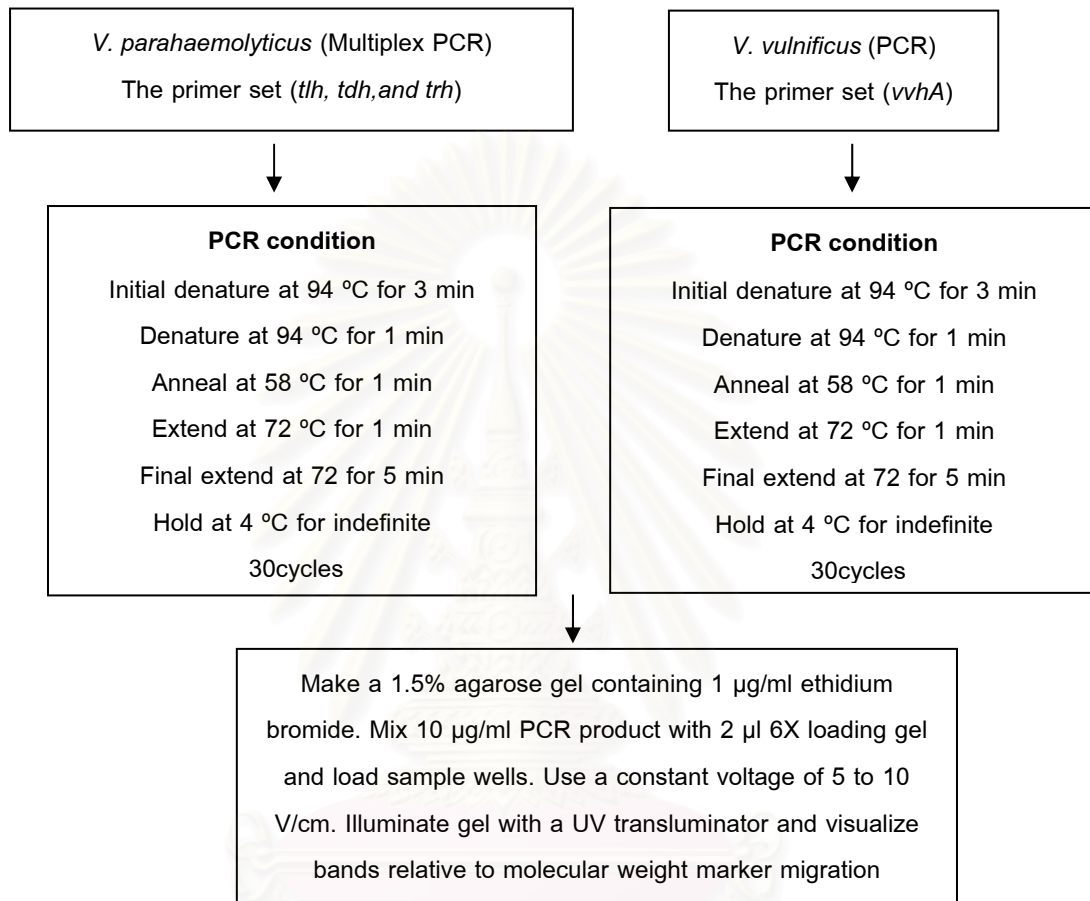 V. parahaemolyticus (Multiplex PCR)
The primer set (tlh, tdh,and trh)
V. vulnificus (PCR)
The primer set (vvhA)
PCR condition
Initial denature at 94 ºC for 3 min
Denature at 94 ºC for 1 min
Anneal at 58 ºC for 1 min
Extend at 72 ºC for 1 min
Final extend at 72 for 5 min
Hold at 4 ºC for indefinite
30cycles
PCR condition
Initial denature at 94 ºC for 3 min
Denature at 94 ºC for 1 min
Anneal at 58 ºC for 1 min
Extend at 72 ºC for 1 min
Final extend at 72 for 5 min
Hold at 4 ºC for indefinite
30cycles
Make a 1.5% agarose gel containing 1 µg/ml ethidium
bromide. Mix 10 µg/ml PCR product with 2 µl 6X loading gel
and load sample wells. Use a constant voltage of 5 to 10
V/cm. Illuminate gel with a UV transluminator and visualize
bands relative to molecular weight marker migration